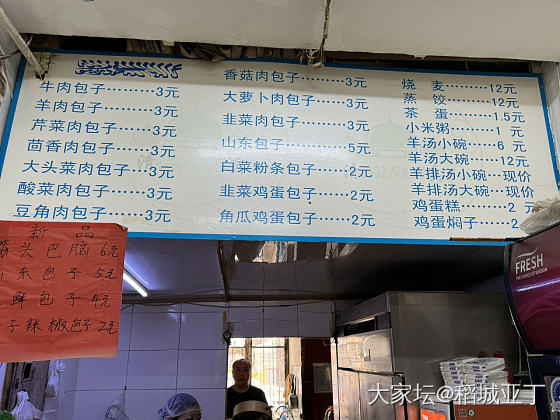 牛肉包子………3元
羊肉包子………3元
芹菜肉包子……3元
茴香肉包子……3元
大头菜肉包子…3元
酸菜肉包子……3元
豆角肉包子……3元
香菇肉包子………3元
大萝卜肉包子……3元
韭菜肉包子………3元
山东包子…………5元
白菜粉条包子……2元
韭菜鸡蛋包子……2元
角瓜鸡蛋包子……2元
烧 麦………12元
蒸 饺………12元
茶 蛋………1.5元
小米粥………1 元
羊汤小碗……6 元
羊汤大碗……12元
羊排汤小碗…现价
羊排汤大碗…现价
鸡蛋糕………2 元
鸡蛋焖子……2 元
新品
头巴脑 6元
东包子 5元
鲜包子 4元
子辣椒包子 2元
FRESH
大家坛@稻城亚丁